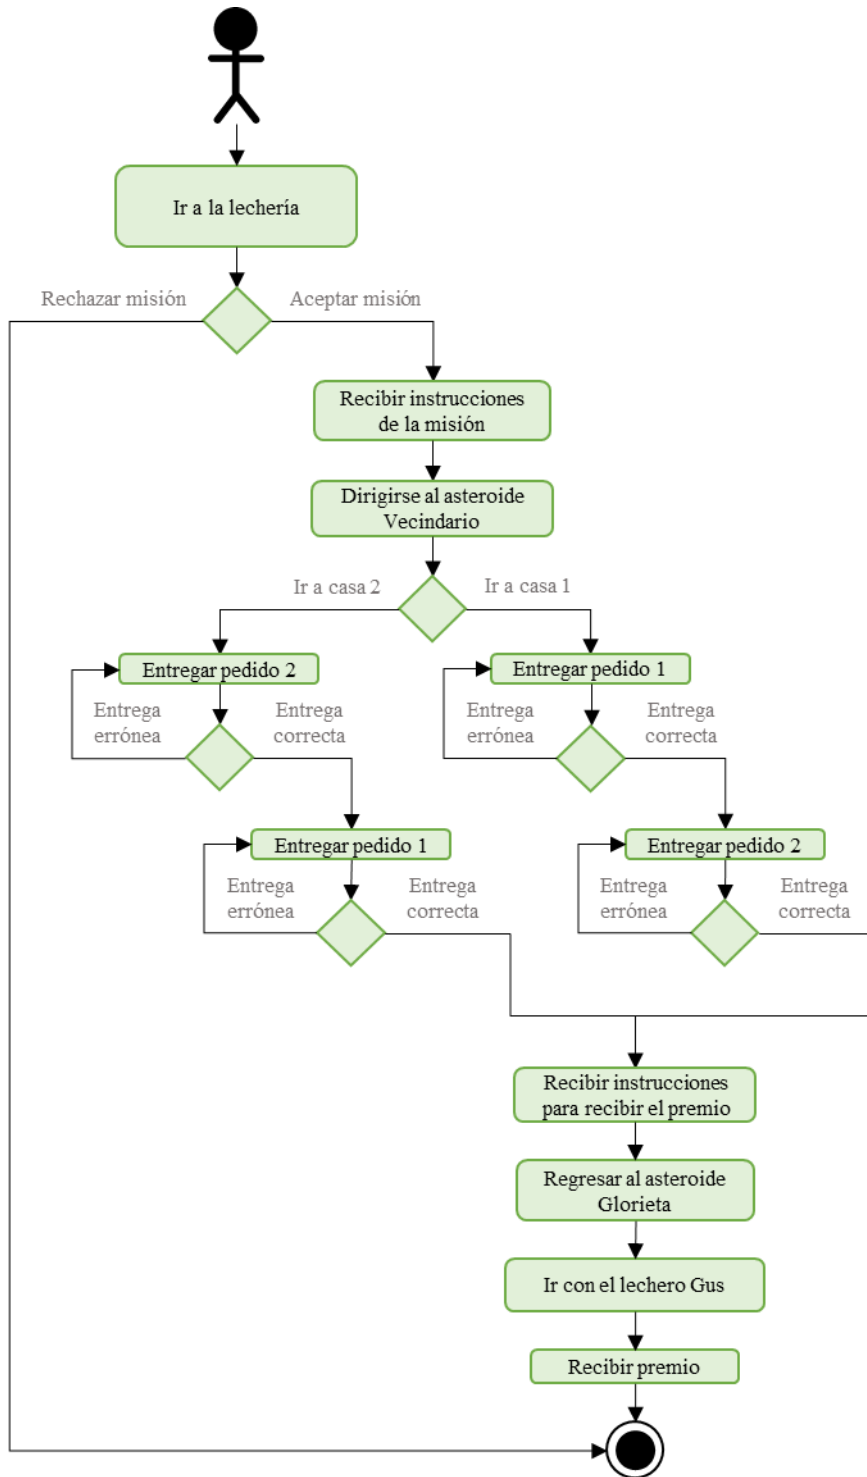 Ir a la lechería
Rechazar misión
Aceptar misión
Recibir instrucciones
de la misión
Dirigirse al asteroide
Vecindario
Ir a casa 2
Ir a casa 1
Entregar pedido 2
Entregar pedido 1
Entrega
errónea
Entrega
correcta
Entrega
errónea
Entrega
correcta
Entregar pedido 1
Entregar pedido 2
Entrega
errónea
Entrega
correcta
Entrega
errónea
Entrega
correcta
Recibir instrucciones
para recibir el premio
Regresar al asteroide
Glorieta
Ir con el lechero Gus
Recibir premio